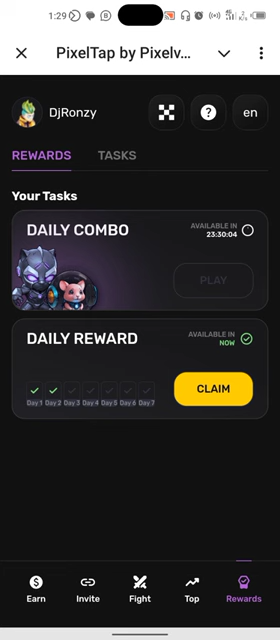 1:29
PixelTap by Pixelv...
DjRonzy
en
REWARDS
TASKS
Your Tasks
DAILY COMBO
AVAILABLE IN
23:30:04
PLAY
DAILY REWARD
AVAILABLE IN
NOW
Day 1 Day 2 Day 3 Day 4 Day 5 Day 6 Day 7
CLAIM
Earn Invite Fight Top Rewards